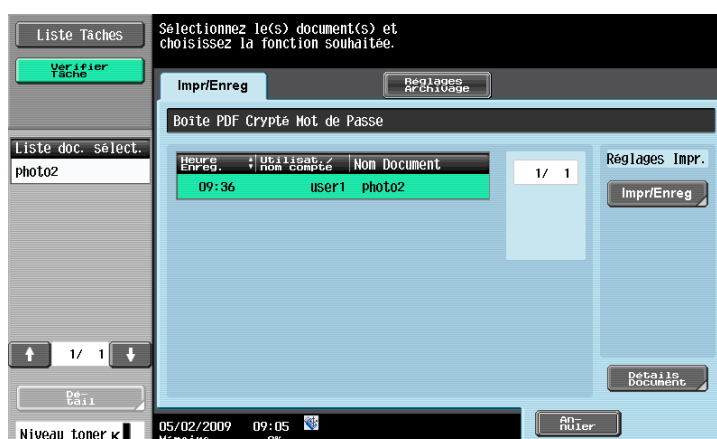 Liste Tâches
Vérifier
Tâche
Sélectionnez le(s) document(s) et
choisissez la fonction souhaitée.
Impr/Enreg
Réglages
Archivage
Boîte PDF Crypté Mot de Passe
Liste doc. sélect.
photo2
Heure
Enreg.
Utilisat./
nom compte
Nom Document
09:36 user1 photo2
1/ 1
Réglages Impr.
Impr/Enreg
1/ 1
Dé-
tail
Détails
Document
Niveau toner K
05/02/2009 09:05
Mémoire 0%
An-
nuler